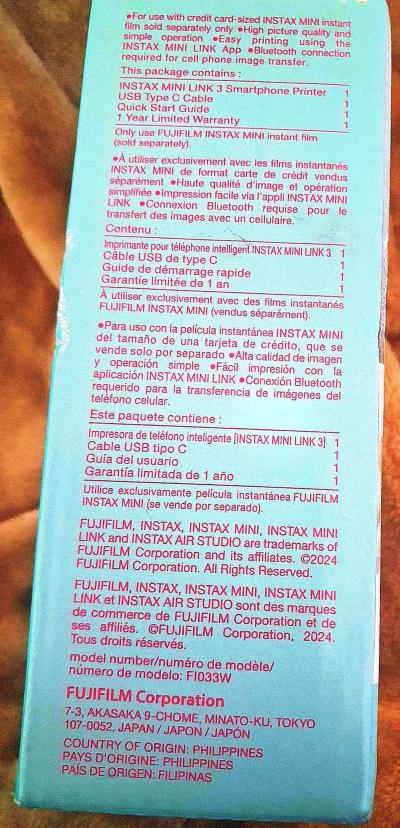 ●For use with credit card-sized INSTAX MINI instant
film sold separately only ●High picture quality and
simple operation ●Easy printing using the
INSTAX MINI LINK App ●Bluetooth connection
required for cell phone image transfer.
This package contains :
INSTAX MINI LINK 3 Smartphone Printer 1
USB Type C Cable 1
Quick Start Guide 1
1 Year Limited Warranty 1
Only use FUJIFILM INSTAX MINI instant film
(sold separately).
●À utiliser exclusivement avec les films instantanés
INSTAX MINI de format carte de crédit vendus
séparément ●Haute qualité d'image et opération
simplifiée ●Impression facile via l'appli INSTAX MINI
LINK ●Connexion Bluetooth requise pour le
transfert des images avec un cellulaire.
Contenu :
Imprimante pour téléphone intelligent INSTAX MINI LINK 3 1
Câble USB de type C 1
Guide de démarrage rapide 1
Garantie limitée de 1 an 1
À utiliser exclusivement avec des films instantanés
FUJIFILM INSTAX MINI (vendus séparément).
●Para uso con la película instantánea INSTAX MINI
del tamaño de una tarjeta de crédito, que se
vende solo por separado ●Alta calidad de imagen
y operación simple ●Fácil impresión con la
aplicación INSTAX MINI LINK ●Conexión Bluetooth
requerido para la transferencia de imágenes del
teléfono celular.
Este paquete contiene :
Impresora de teléfono inteligente [INSTAX MINI LINK 3] 1
Cable USB tipo C 1
Guía del usuario 1
Garantía limitada de 1 año 1
Utilice exclusivamente película instantánea FUJIFILM
INSTAX MINI (se vende por separado).
FUJIFILM, INSTAX, INSTAX MINI, INSTAX MINI
LINK and INSTAX AIR STUDIO are trademarks of
FUJIFILM Corporation and its affiliates. ©2024
FUJIFILM Corporation. All Rights Reserved.
FUJIFILM, INSTAX, INSTAX MINI, INSTAX MINI
LINK et INSTAX AIR STUDIO sont des marques
de commerce de FUJIFILM Corporation et de
ses affiliés. ©FUJIFILM Corporation, 2024.
Tous droits réservés.
model number/numéro de modèle/
número de modelo: FI033W
FUJIFILM Corporation
7-3, AKASAKA 9-CHOME, MINATO-KU, TOKYO
107-0052, JAPAN / JAPON / JAPÓN
COUNTRY OF ORIGIN: PHILIPPINES
PAYS D'ORIGINE: PHILIPPINES
PAÍS DE ORIGEN: FILIPINAS